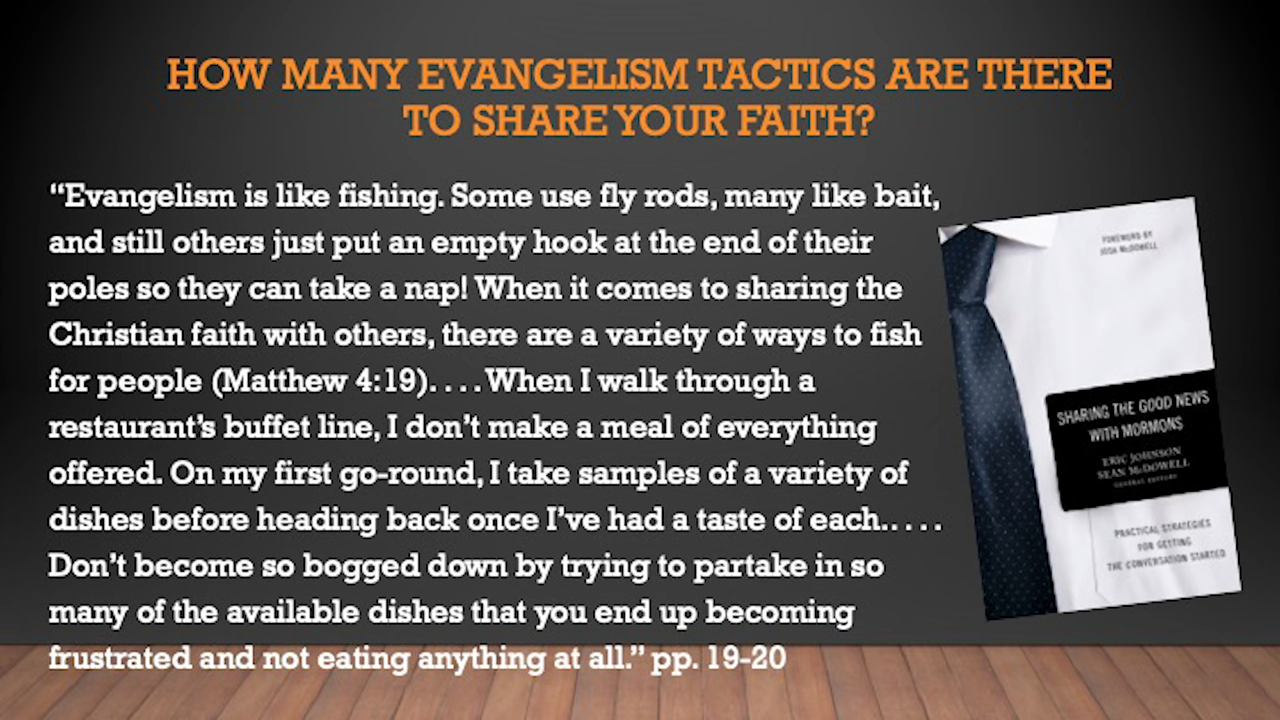 HOW MANY EVANGELISM TACTICS ARE THERE
TO SHARE YOUR FAITH?
“Evangelism is like fishing. Some use fly rods, many like bait,
and still others just put an empty hook at the end of their
poles so they can take a nap! When it comes to sharing the
Christian faith with others, there are a variety of ways to fish
for people (Matthew 4:19). . . . When I walk through a
restaurant’s buffet line, I don’t make a meal of everything
offered. On my first go-round, I take samples of a variety of
dishes before heading back once I’ve had a taste of each.. . . .
Don’t become so bogged down by trying to partake in so
many of the available dishes that you end up becoming
frustrated and not eating anything at all.” pp. 19-20
FOREWORD BY
JOSH McDOWELL
SHARING THE GOOD NEWS
WITH MORMONS
ERIC JOHNSON
SEAN McDOWELL
GENERAL EDITORS
PRACTICAL STRATEGIES
FOR GETTING
THE CONVERSATION STARTED